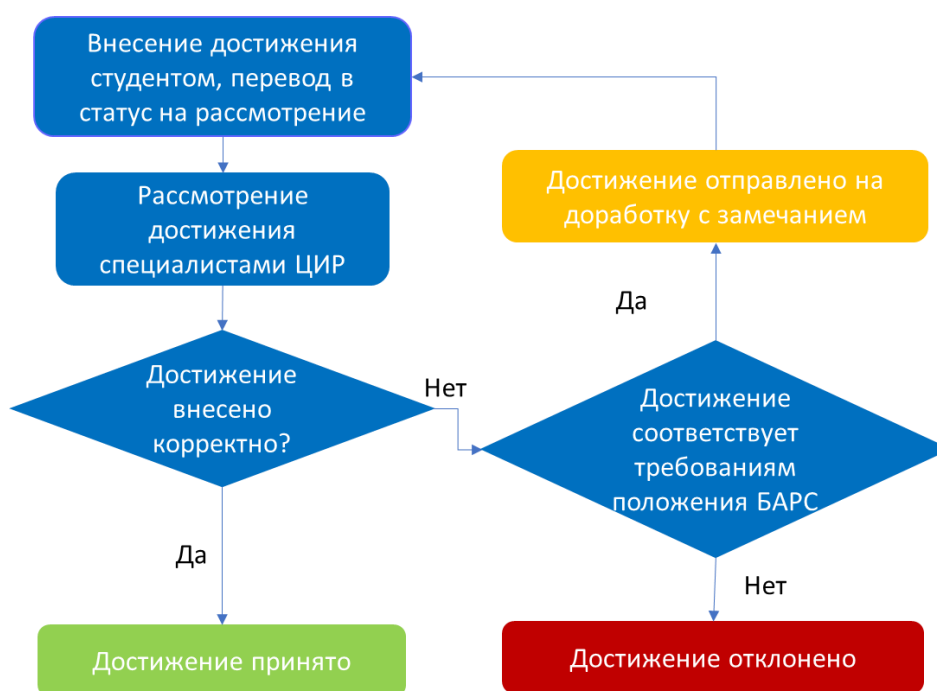 Внесение достижения
студентом, перевод в
статус на рассмотрение
Рассмотрение
достижения
специалистами ЦИР
Достижение отправлено на
доработку с замечанием
Да
Достижение
внесено
корректно?
Нет
Достижение
соответствует
требованиям
положения БАРС
Да
Нет
Достижение принято
Достижение отклонено